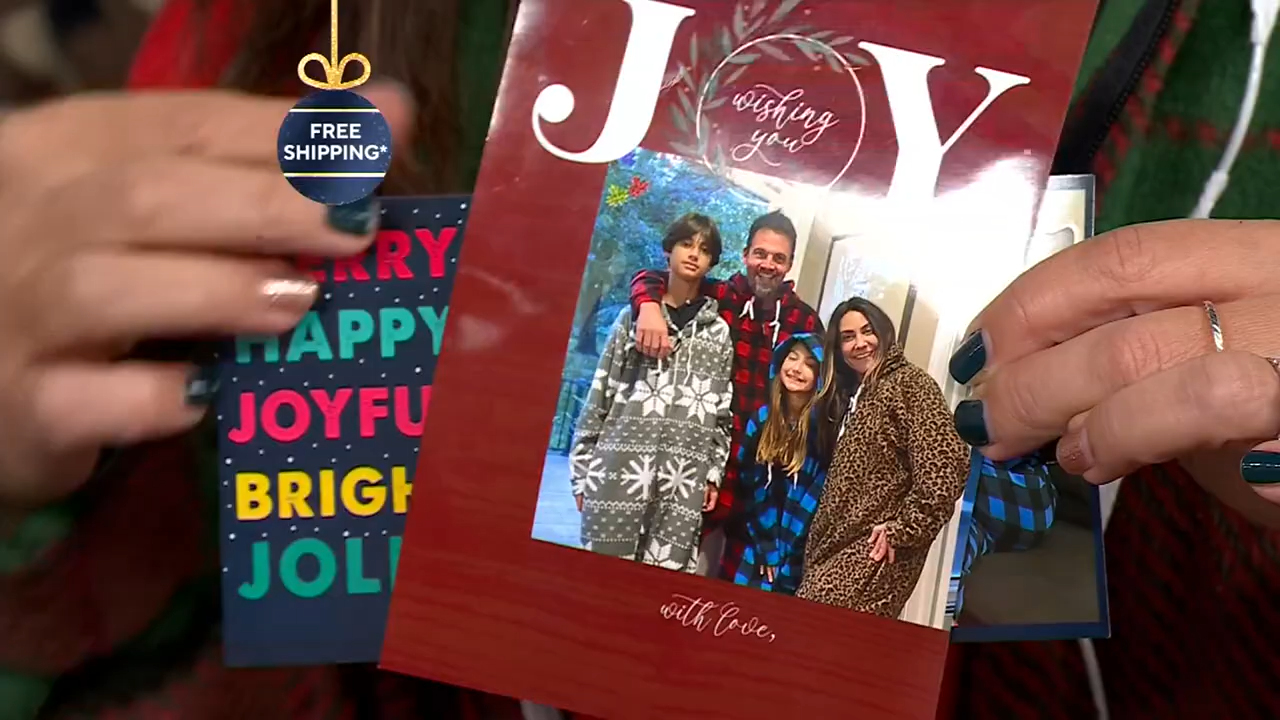 FREE
SHIPPING*
JOY
wishing
you
ERRY
HAPPY
JOYFU
BRIGH
JOLL
with love,